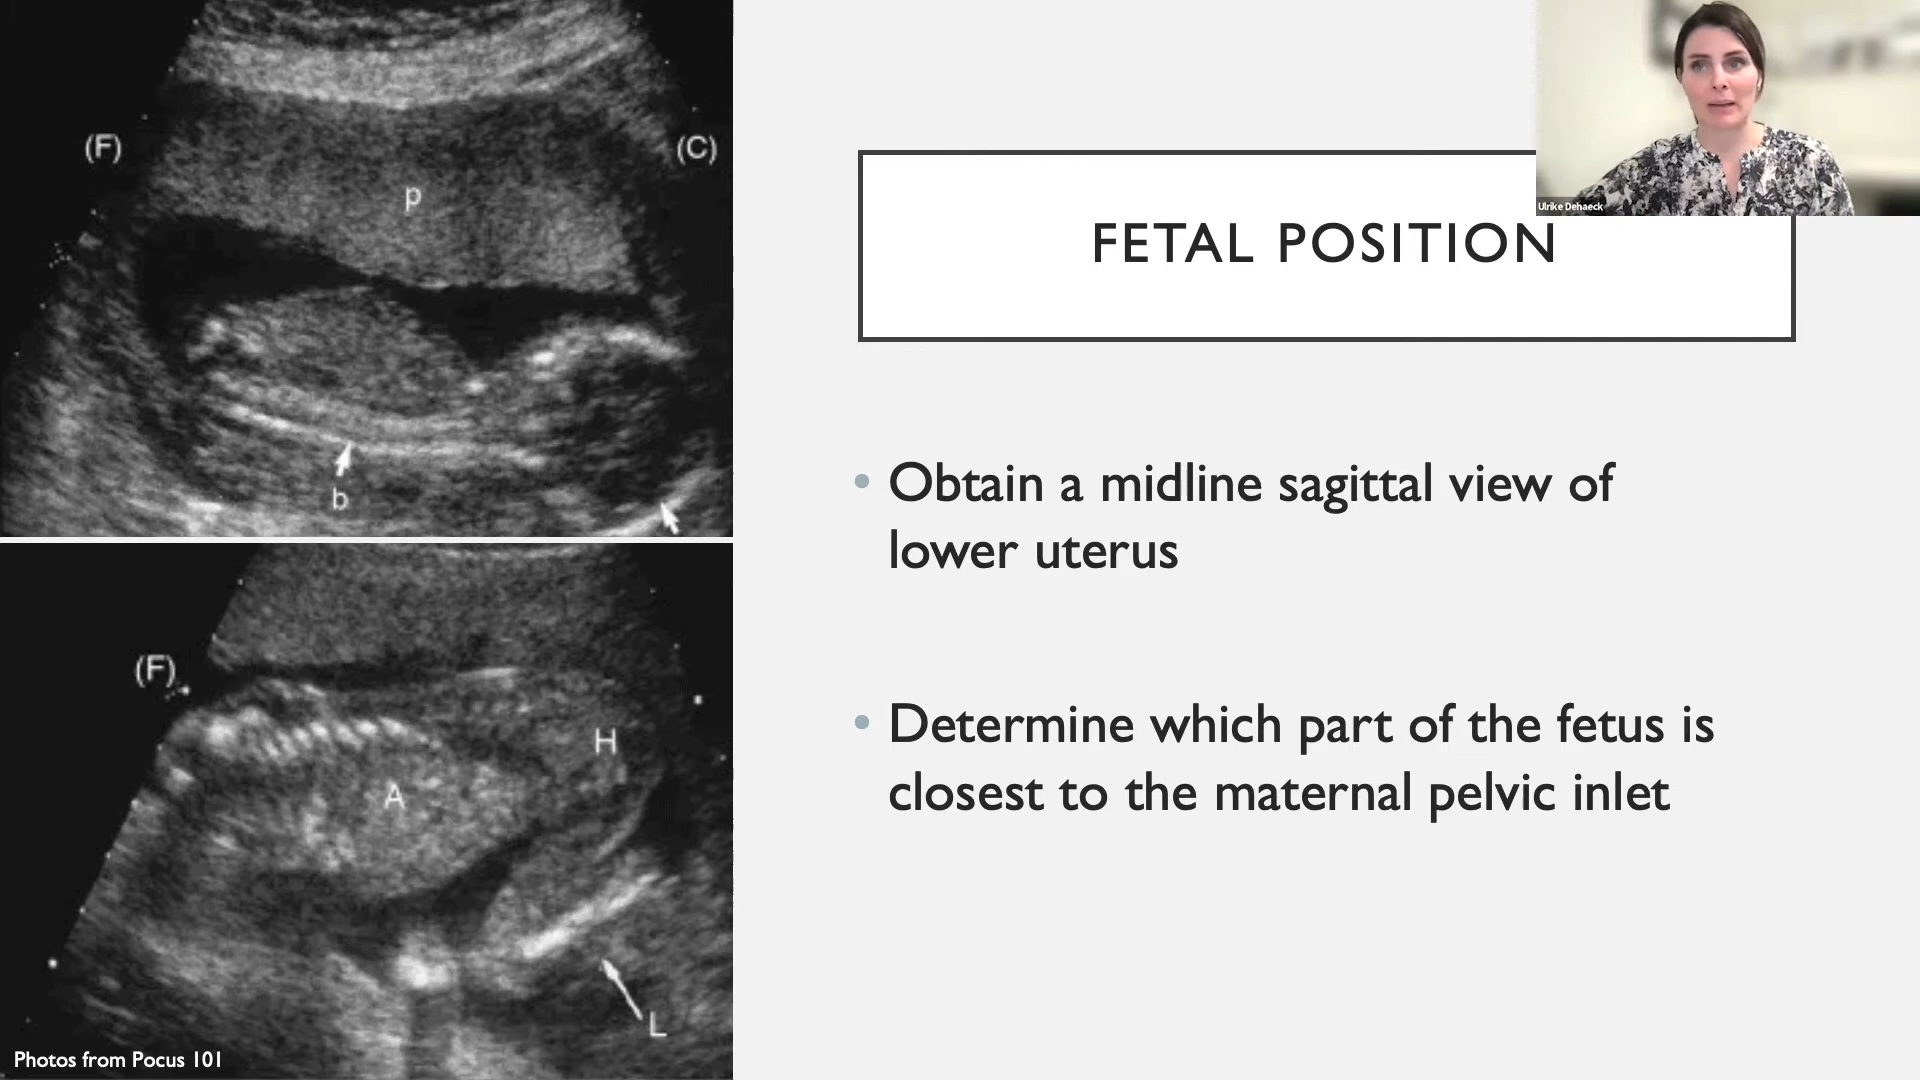 (F)
(C)
p
b
(F)
H
A
L
Photos from Pocus 101
Ulrike Dehaeck
FETAL POSITION
• Obtain a midline sagittal view of
lower uterus
• Determine which part of the fetus is
closest to the maternal pelvic inlet